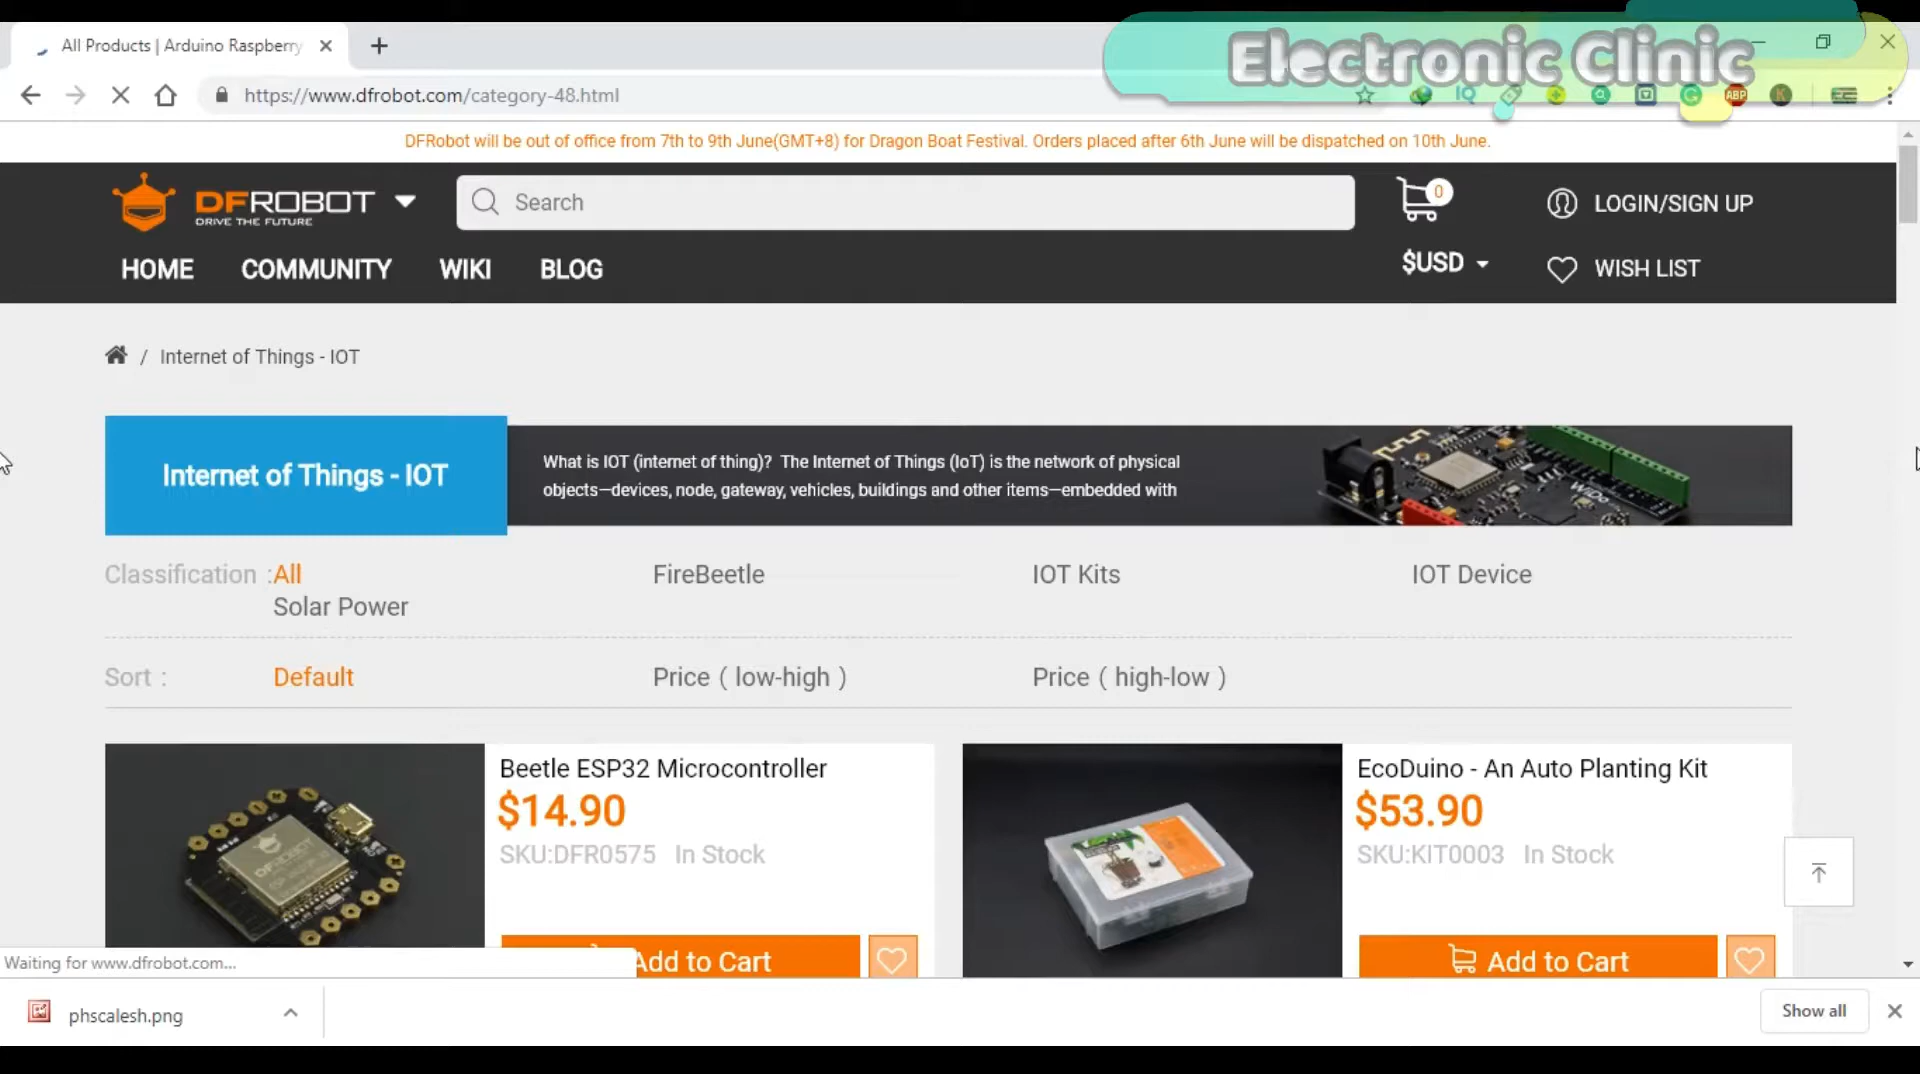 Electronic Clinic
All Products | Arduino Raspberry
https://www.dfrobot.com/category-48.html
DFRobot will be out of office from 7th to 9th June(GMT+8) for Dragon Boat Festival. Orders placed after 6th June will be dispatched on 10th June.
DFROBOT
DRIVE THE FUTURE
Search
0
LOGIN/SIGN UP
HOME COMMUNITY WIKI BLOG
$USD
WISH LIST
/ Internet of Things - IOT
Internet of Things - IOT
What is IOT (internet of thing)? The Internet of Things (IoT) is the network of physical
objects—devices, node, gateway, vehicles, buildings and other items—embedded with
WiDo
Classification : All FireBeetle IOT Kits IOT Device
Solar Power
Sort : Default Price ( low-high ) Price ( high-low )
Beetle ESP32 Microcontroller
$14.90
SKU:DFR0575 In Stock
Add to Cart
EcoDuino - An Auto Planting Kit
$53.90
SKU:KIT0003 In Stock
Add to Cart
Waiting for www.dfrobot.com...
phscalesh.png
Show all